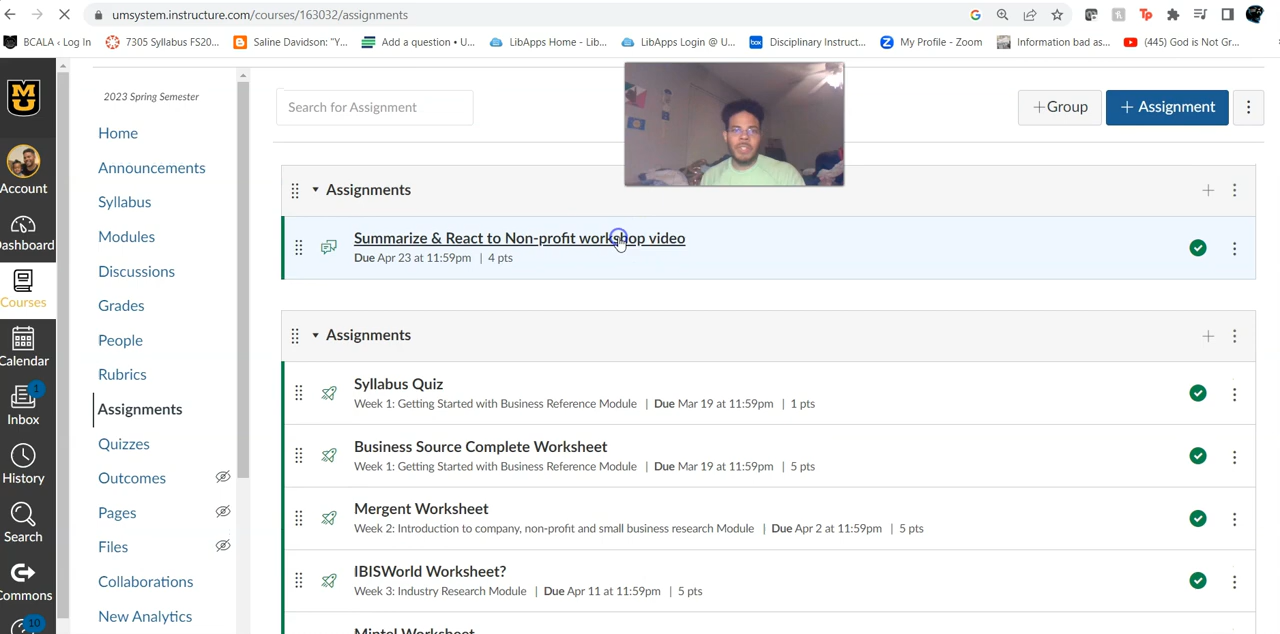 umsystem.instructure.com/courses/163032/assignments
BCALA ‹ Log In
7305 Syllabus FS20...
Saline Davidson: "Y...
Add a question • U...
LibApps Home - Lib...
LibApps Login @ U...
box
Disciplinary Instruct...
My Profile - Zoom
Information bad as...
(445) God is Not Gr...
2023 Spring Semester
Home
Announcements
Syllabus
Modules
Discussions
Grades
People
Rubrics
Assignments
Quizzes
Outcomes
Pages
Files
Collaborations
New Analytics
MU
Account
Dashboard
Courses
Calendar
1
Inbox
History
Search
Commons
10
Search for Assignment
+Group
+ Assignment
Assignments
Summarize & React to Non-profit workshop video
Due Apr 23 at 11:59pm | 4 pts
Assignments
Syllabus Quiz
Week 1: Getting Started with Business Reference Module | Due Mar 19 at 11:59pm | 1 pts
Business Source Complete Worksheet
Week 1: Getting Started with Business Reference Module | Due Mar 19 at 11:59pm | 5 pts
Mergent Worksheet
Week 2: Introduction to company, non-profit and small business research Module | Due Apr 2 at 11:59pm | 5 pts
IBISWorld Worksheet?
Week 3: Industry Research Module | Due Apr 11 at 11:59pm | 5 pts
Mintel Worksheet